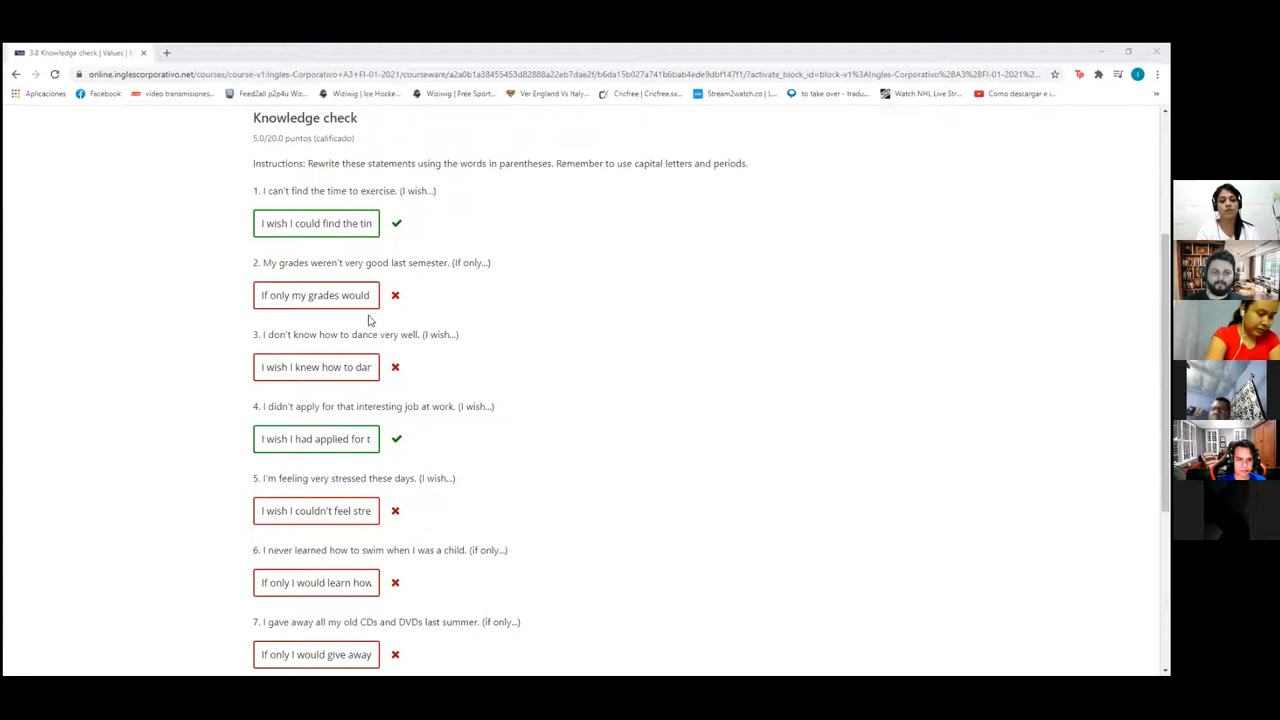 3.8 Knowledge check | Values |
online.inglescorporativo.net/courses/course-v1:Ingles-Corporativo+A3+FI-01-2021/courseware/a2a0b1a38455453d82888a22eb7dae2f/b6da15b027a741b6bab4ede9dbf147f1/?activate_block_id=block-v1%3AIngles-Corporativo%2BA3%2BFI-01-2021%2...
Aplicaciones Facebook video transmisiones... Feed2all p2p4u Wiz... Wiziwig | Ice Hocke... Wiziwig | Free Sport... Ver England Vs Italy... Cricfree | Cricfree.sx... Stream2watch.co | L... to take over - tradu... Watch NHL Live Str... Como descargar e i... »
Knowledge check
5.0/20.0 puntos (calificado)
Instructions: Rewrite these statements using the words in parentheses. Remember to use capital letters and periods.
1. I can't find the time to exercise. (I wish...)
I wish I could find the tin
2. My grades weren't very good last semester. (If only...)
If only my grades would
3. I don't know how to dance very well. (I wish...)
I wish I knew how to dar
4. I didn't apply for that interesting job at work. (I wish...)
I wish I had applied for t
5. I'm feeling very stressed these days. (I wish...)
I wish I couldn't feel stre
6. I never learned how to swim when I was a child. (if only...)
If only I would learn how
7. I gave away all my old CDs and DVDs last summer. (if only...)
If only I would give away